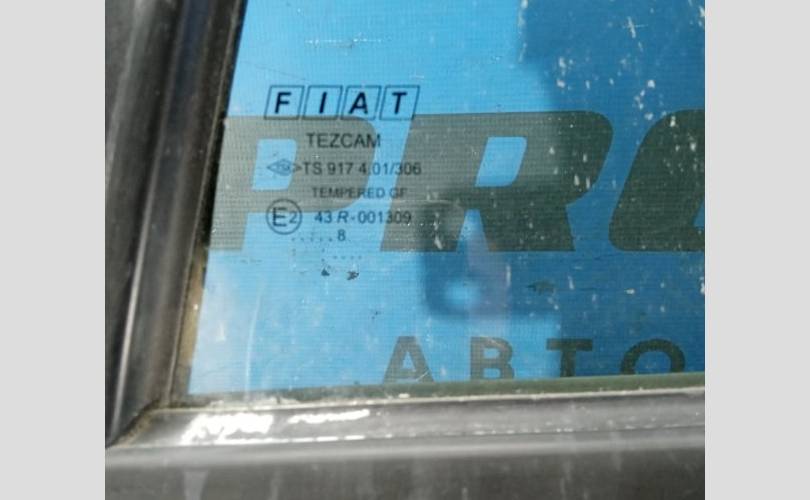 FIAT
TEZCAM
TS 917 4.01/306
TEMPERED GF
E2 43 R-001309
.....8
....
PRO
АВТО